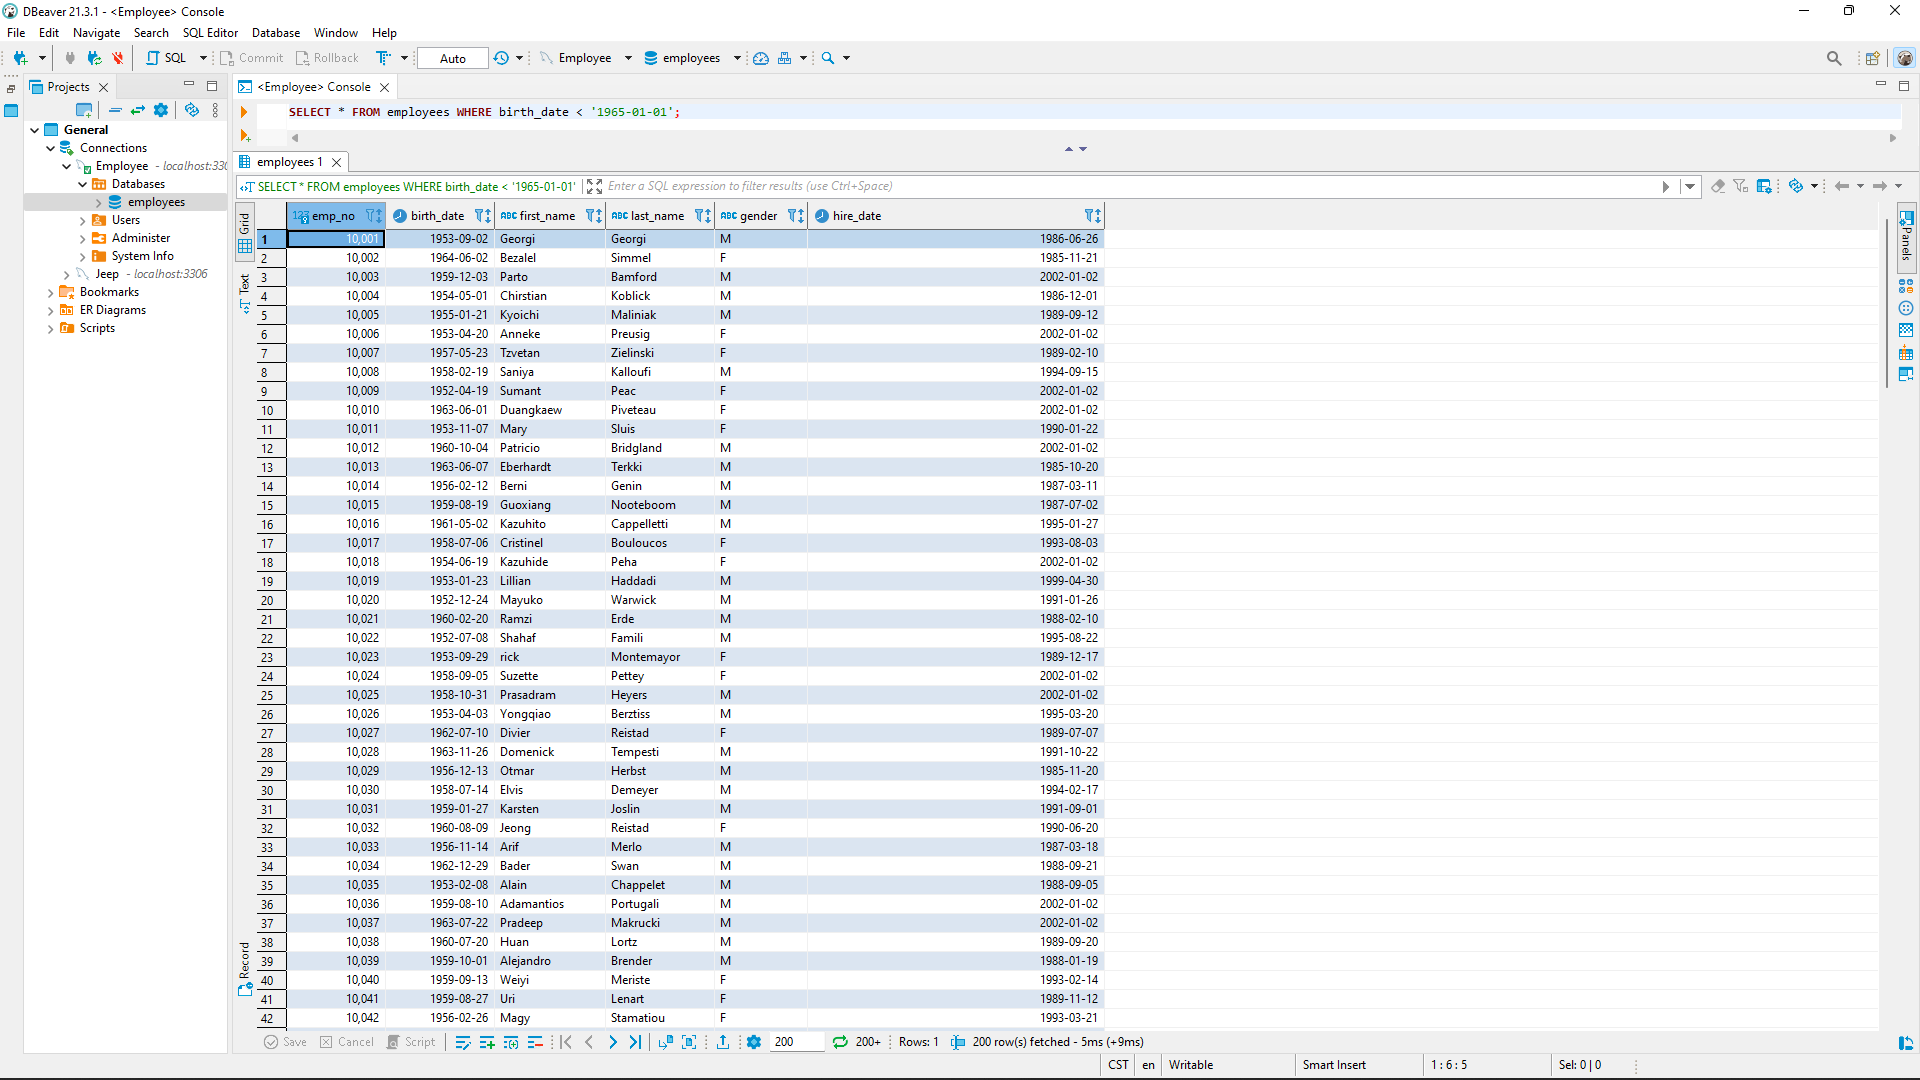 DBeaver 21.3.1 - <Employee> Console
File Edit Navigate Search SQL Editor Database Window Help
SQL Commit Rollback Auto Employee employees
Projects
General
Connections
Employee - localhost:330
Databases
employees
Users
Administer
System Info
Jeep - localhost:3306
Bookmarks
ER Diagrams
Scripts
<Employee> Console
SELECT * FROM employees WHERE birth_date < '1965-01-01';
employees 1
SELECT * FROM employees WHERE birth_date < '1965-01-01' Enter a SQL expression to filter results (use Ctrl+Space)
Grid
Text
Record
Panels
123 emp_no birth_date ABC first_name ABC last_name ABC gender hire_date
1 10,001 1953-09-02 Georgi Georgi M 1986-06-26
2 10,002 1964-06-02 Bezalel Simmel F 1985-11-21
3 10,003 1959-12-03 Parto Bamford M 2002-01-02
4 10,004 1954-05-01 Chirstian Koblick M 1986-12-01
5 10,005 1955-01-21 Kyoichi Maliniak M 1989-09-12
6 10,006 1953-04-20 Anneke Preusig F 2002-01-02
7 10,007 1957-05-23 Tzvetan Zielinski F 1989-02-10
8 10,008 1958-02-19 Saniya Kalloufi M 1994-09-15
9 10,009 1952-04-19 Sumant Peac F 2002-01-02
10 10,010 1963-06-01 Duangkaew Piveteau F 2002-01-02
11 10,011 1953-11-07 Mary Sluis F 1990-01-22
12 10,012 1960-10-04 Patricio Bridgland M 2002-01-02
13 10,013 1963-06-07 Eberhardt Terkki M 1985-10-20
14 10,014 1956-02-12 Berni Genin M 1987-03-11
15 10,015 1959-08-19 Guoxiang Nooteboom M 1987-07-02
16 10,016 1961-05-02 Kazuhito Cappelletti M 1995-01-27
17 10,017 1958-07-06 Cristinel Bouloucos F 1993-08-03
18 10,018 1954-06-19 Kazuhide Peha F 2002-01-02
19 10,019 1953-01-23 Lillian Haddadi M 1999-04-30
20 10,020 1952-12-24 Mayuko Warwick M 1991-01-26
21 10,021 1960-02-20 Ramzi Erde M 1988-02-10
22 10,022 1952-07-08 Shahaf Famili M 1995-08-22
23 10,023 1953-09-29 rick Montemayor F 1989-12-17
24 10,024 1958-09-05 Suzette Pettey F 2002-01-02
25 10,025 1958-10-31 Prasadram Heyers M 2002-01-02
26 10,026 1953-04-03 Yongqiao Berztiss M 1995-03-20
27 10,027 1962-07-10 Divier Reistad F 1989-07-07
28 10,028 1963-11-26 Domenick Tempesti M 1991-10-22
29 10,029 1956-12-13 Otmar Herbst M 1985-11-20
30 10,030 1958-07-14 Elvis Demeyer M 1994-02-17
31 10,031 1959-01-27 Karsten Joslin M 1991-09-01
32 10,032 1960-08-09 Jeong Reistad F 1990-06-20
33 10,033 1956-11-14 Arif Merlo M 1987-03-18
34 10,034 1962-12-29 Bader Swan M 1988-09-21
35 10,035 1953-02-08 Alain Chappelet M 1988-09-05
36 10,036 1959-08-10 Adamantios Portugali M 2002-01-02
37 10,037 1963-07-22 Pradeep Makrucki M 2002-01-02
38 10,038 1960-07-20 Huan Lortz M 1989-09-20
39 10,039 1959-10-01 Alejandro Brender M 1988-01-19
40 10,040 1959-09-13 Weiyi Meriste F 1993-02-14
41 10,041 1959-08-27 Uri Lenart F 1989-11-12
42 10,042 1956-02-26 Magy Stamatiou F 1993-03-21
Save Cancel Script 200 200+ Rows: 1 200 row(s) fetched - 5ms (+9ms)
CST en Writable Smart Insert 1 : 6 : 5 Sel: 0 | 0